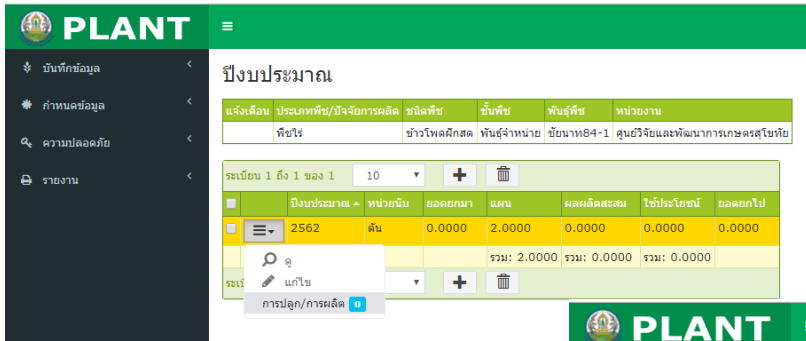 PLANT
บันทึกข้อมูล
กำหนดข้อมูล
ความปลอดภัย
รายงาน
ปีงบประมาณ
แจ้งเตือน ประเภทพืช/ปัจจัยการผลิต ชนิดพืช ชั้นพืช พันธุ์พืช หน่วยงาน
พืชไร่ ข้าวโพดฝักสด พันธุ์จำหน่าย ชัยนาท84-1 ศูนย์วิจัยและพัฒนาการเกษตรสุโขทัย
ระเบียน 1 ถึง 1 ของ 1 10
ปีงบประมาณ หน่วยนับ ยอดยกมา แผน ผลผลิตสะสม ใช้ประโยชน์ ยอดยกไป
2562 ตัน 0.0000 2.0000 0.0000 0.0000 0.0000
รวม: 2.0000 รวม: 0.0000 รวม: 0.0000
ดู
แก้ไข
การปลูก/การผลิต 0
PLANT